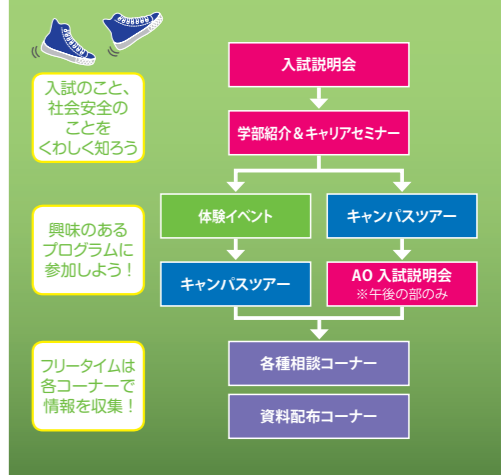 入試説明会
入試のこと、
社会安全の
ことを
くわしく知ろう
学部紹介&キャリアセミナー
興味のある
プログラムに
参加しよう！
体験イベント
キャンパスツアー
キャンパスツアー
AO 入試説明会
※午後の部のみ
フリータイムは
各コーナーで
情報を収集！
各種相談コーナー
資料配布コーナー